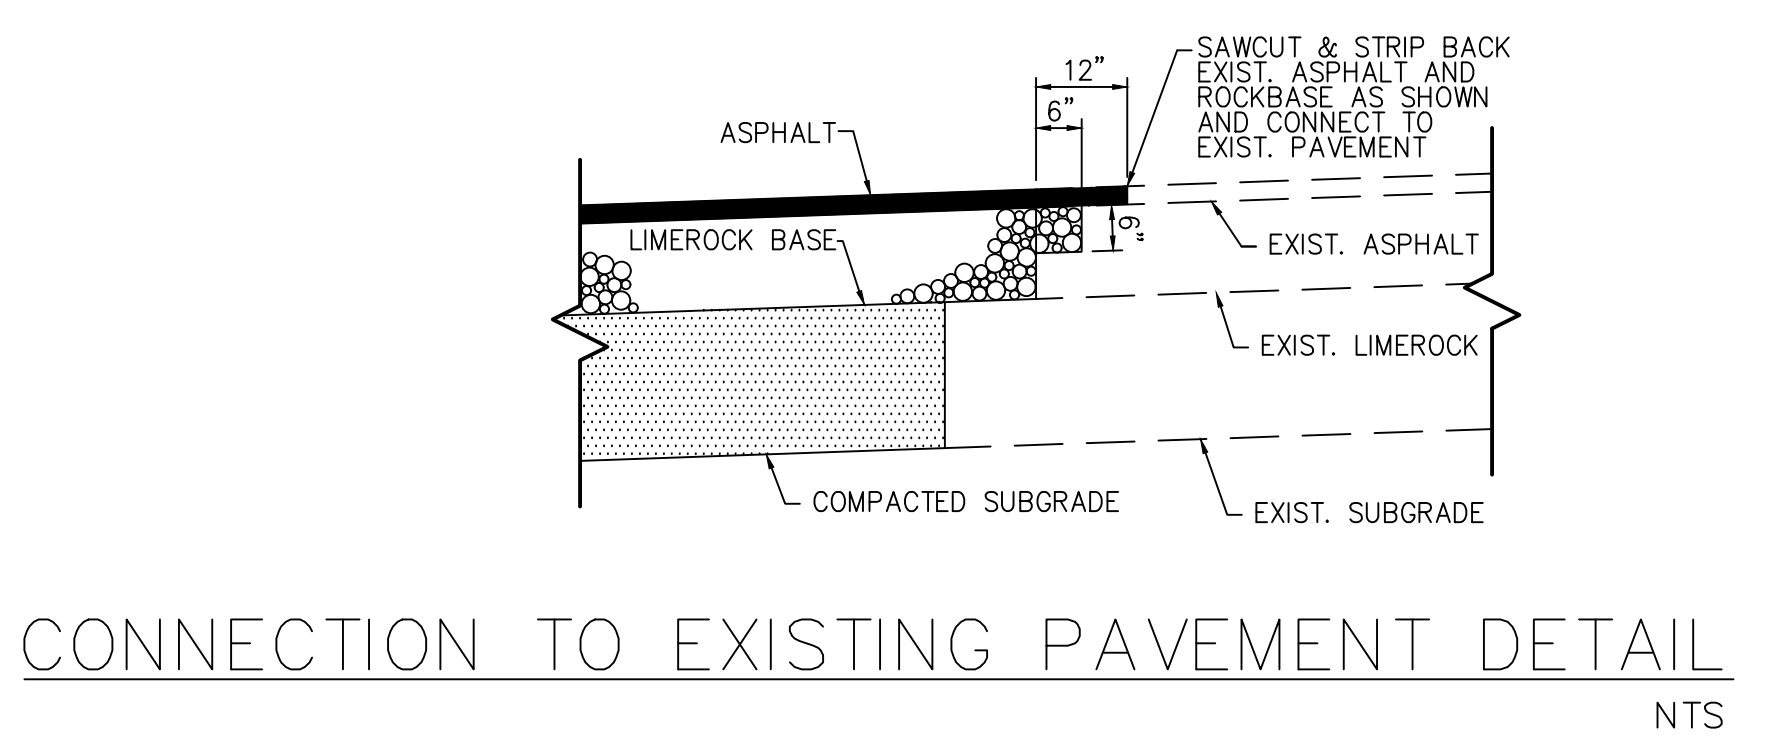 SAWCUT & STRIP BACK
EXIST. ASPHALT AND
ROCKBASE AS SHOWN
AND CONNECT TO
EXIST. PAVEMENT
12"
6"
ASPHALT
6"
LIMEROCK BASE
EXIST. ASPHALT
EXIST. LIMEROCK
COMPACTED SUBGRADE
EXIST. SUBGRADE
CONNECTION TO EXISTING PAVEMENT DETAIL
NTS